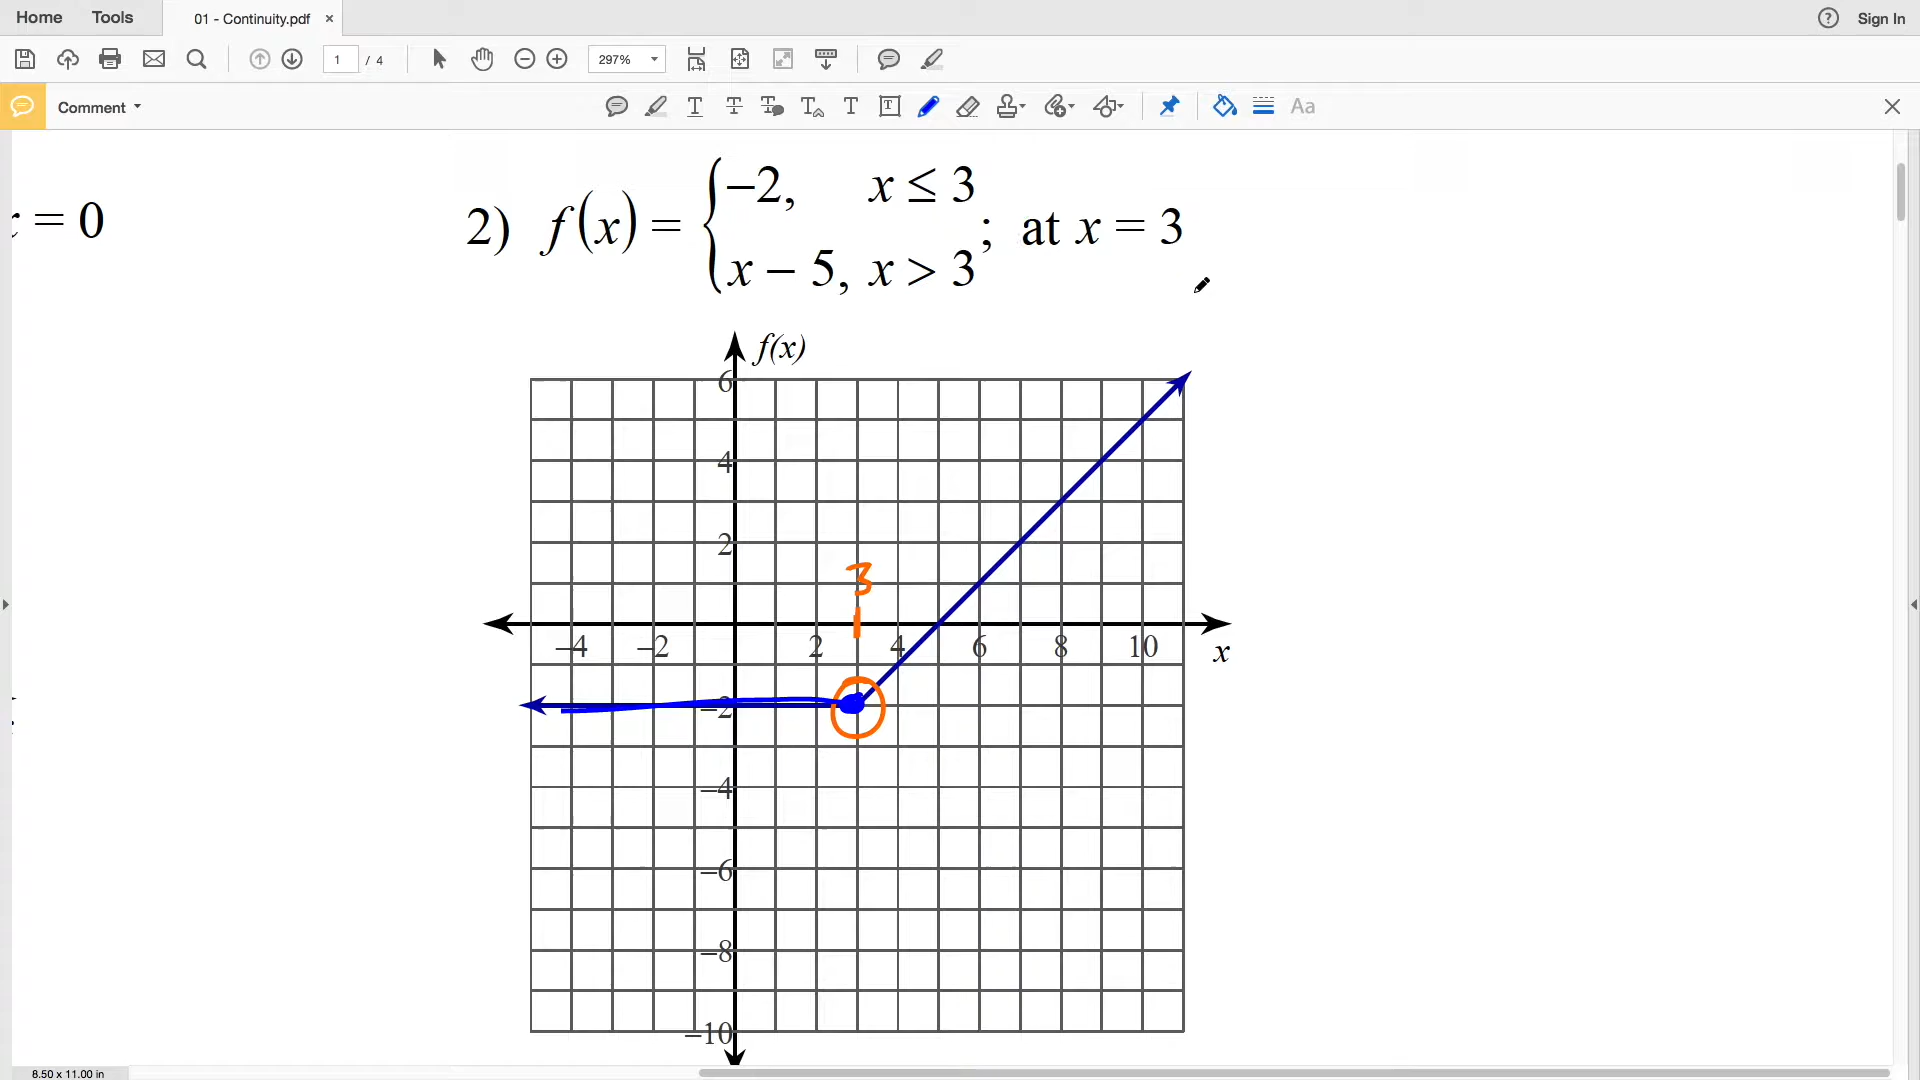 Home Tools 01 - Continuity.pdf × ? Sign In
1 / 4 297%
Comment T T T T T T Aa
= 0
2) f(x) = { −2, x ≤ 3
x − 5, x > 3 ; at x = 3
f(x)
6
4
2
3
−4 −2 2 4 6 8 10
x
−2
−4
−6
−8
−10
8.50 x 11.00 in